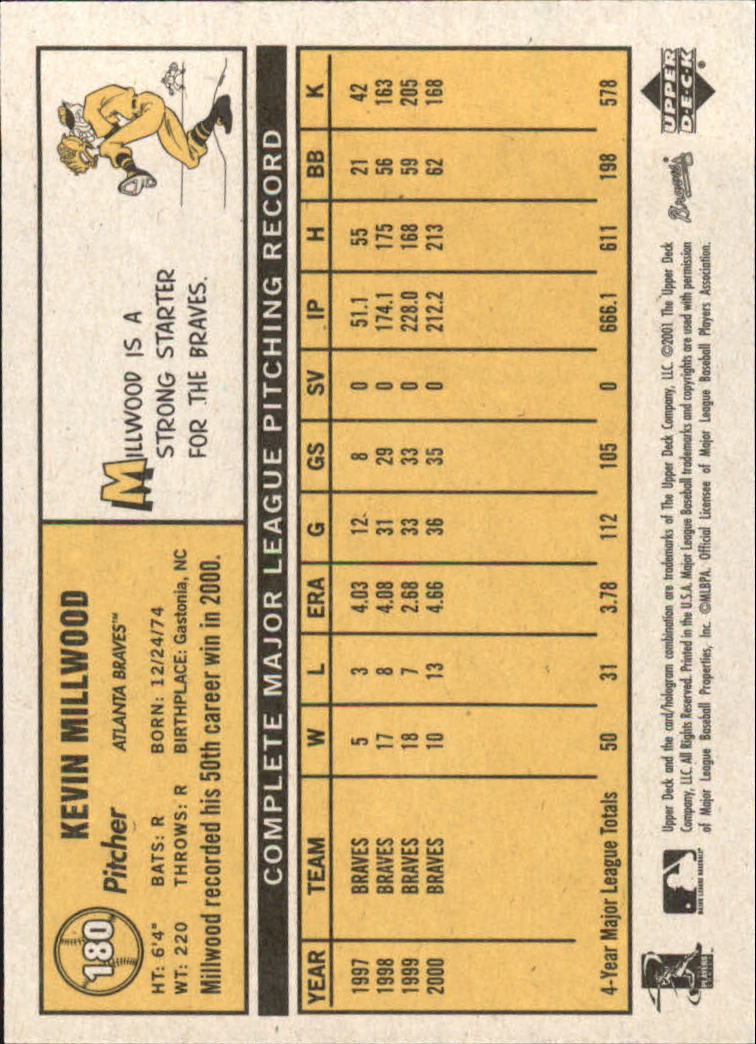 180
KEVIN MILLWOOD
Pitcher ATLANTA BRAVES™
HT: 6'4" BATS: R BORN: 12/24/74
WT: 220 THROWS: R BIRTHPLACE: Gastonia, NC
Millwood recorded his 50th career win in 2000.
MILLWOOD IS A
STRONG STARTER
FOR THE BRAVES.
COMPLETE MAJOR LEAGUE PITCHING RECORD
YEAR TEAM W L ERA G GS SV IP H BB K
1997 BRAVES 5 3 4.03 12 8 0 51.1 55 21 42
1998 BRAVES 17 8 4.08 31 29 0 174.1 175 56 163
1999 BRAVES 18 7 2.68 33 33 0 228.0 168 59 205
2000 BRAVES 10 13 4.66 36 35 0 212.2 213 62 168
4-Year Major League Totals 50 31 3.78 112 105 0 666.1 611 198 578
PLAYERS
MAJOR LEAGUE BASEBALL
Upper Deck and the card/hologram combination are trademarks of The Upper Deck Company, LLC. ©2001 The Upper Deck
Company, LLC. All Rights Reserved. Printed in the U.S.A. Major League Baseball trademarks and copyrights are used with permission
of Major League Baseball Properties, Inc. ©MLBPA. Official Licensee of Major League Baseball Players Association.
Braves
UPPER
D·E·C·K
®